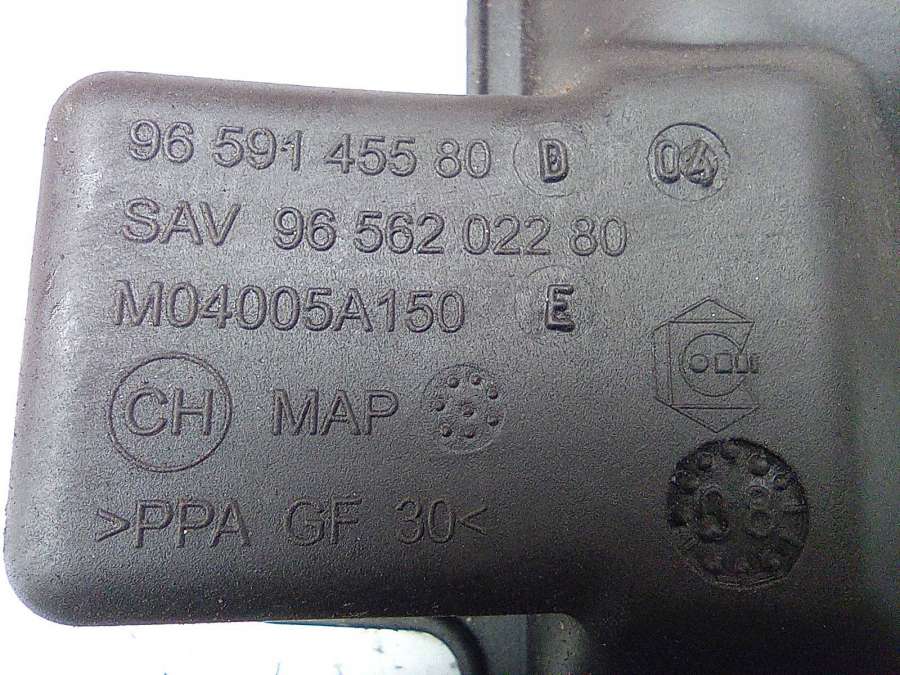 96 591 455 80 D 04
SAV 96 562 022 80
M04005A150 E
CH MAP
>PPA GF 30<